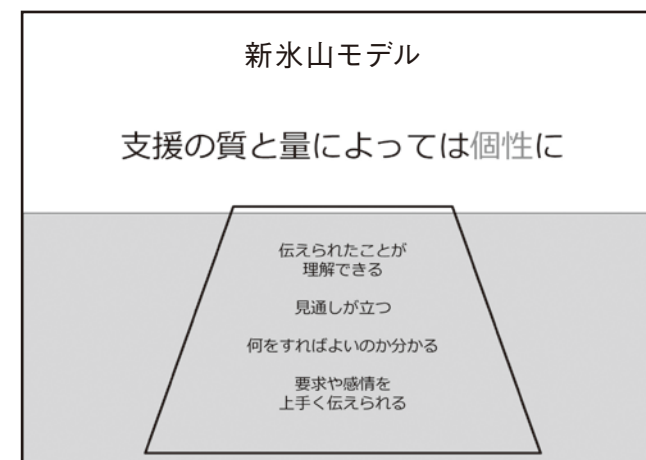 新氷山モデル
支援の質と量によっては個性に
伝えられたことが
理解できる
見通しが立つ
何をすればよいのか分かる
要求や感情を
上手く伝えられる